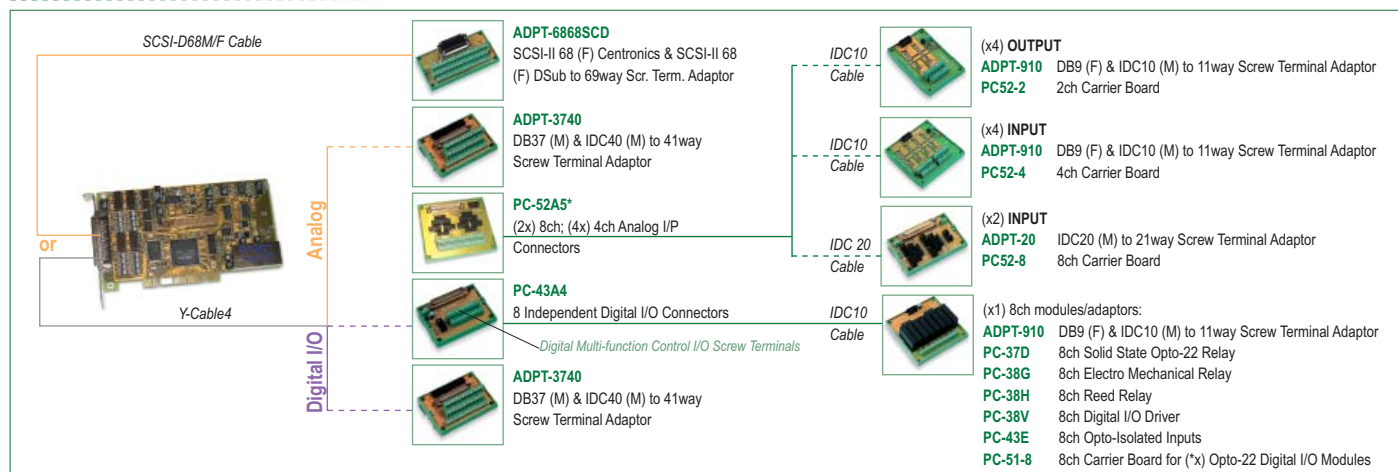 SCSI-D68M/F Cable
or
Y-Cable4
Analog
Digital I/O
ADPT-6868SCD
SCSI-II 68 (F) Centronics & SCSI-II 68
(F) DSub to 69way Scr. Term. Adaptor
ADPT-3740
DB37 (M) & IDC40 (M) to 41way
Screw Terminal Adaptor
PC-52A5*
(2x) 8ch; (4x) 4ch Analog I/P
Connectors
PC-43A4
8 Independent Digital I/O Connectors
Digital Multi-function Control I/O Screw Terminals
ADPT-3740
DB37 (M) & IDC40 (M) to 41way
Screw Terminal Adaptor
IDC10
Cable
(x4) OUTPUT
ADPT-910 DB9 (F) & IDC10 (M) to 11way Screw Terminal Adaptor
PC52-2 2ch Carrier Board
IDC10
Cable
(x4) INPUT
ADPT-910 DB9 (F) & IDC10 (M) to 11way Screw Terminal Adaptor
PC52-4 4ch Carrier Board
IDC 20
Cable
(x2) INPUT
ADPT-20 IDC20 (M) to 21way Screw Terminal Adaptor
PC52-8 8ch Carrier Board
IDC10
Cable
(x1) 8ch modules/adaptors:
ADPT-910 DB9 (F) & IDC10 (M) to 11way Screw Terminal Adaptor
PC-37D 8ch Solid State Opto-22 Relay
PC-38G 8ch Electro Mechanical Relay
PC-38H 8ch Reed Relay
PC-38V 8ch Digital I/O Driver
PC-43E 8ch Opto-Isolated Inputs
PC-51-8 8ch Carrier Board for (*x) Opto-22 Digital I/O Modules